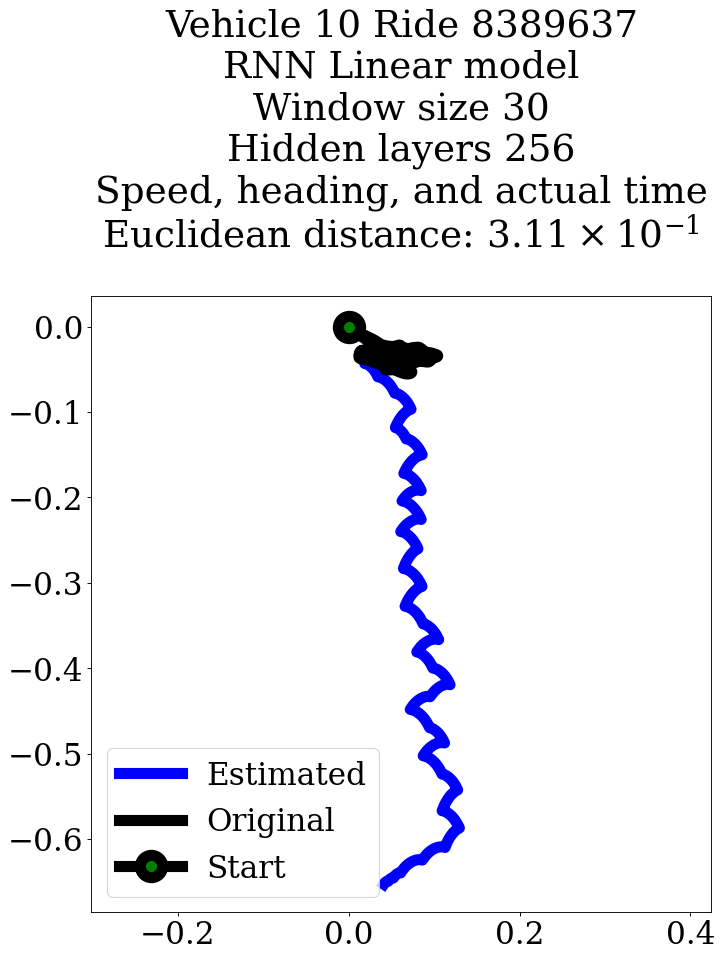 Vehicle 10 Ride 8389637
RNN Linear model
Window size 30
Hidden layers 256
Speed, heading, and actual time
Euclidean distance: 3.11 × 10⁻¹
0.0
−0.1
−0.2
−0.3
−0.4
−0.5
−0.6
Estimated
Original
Start
−0.2 0.0 0.2 0.4